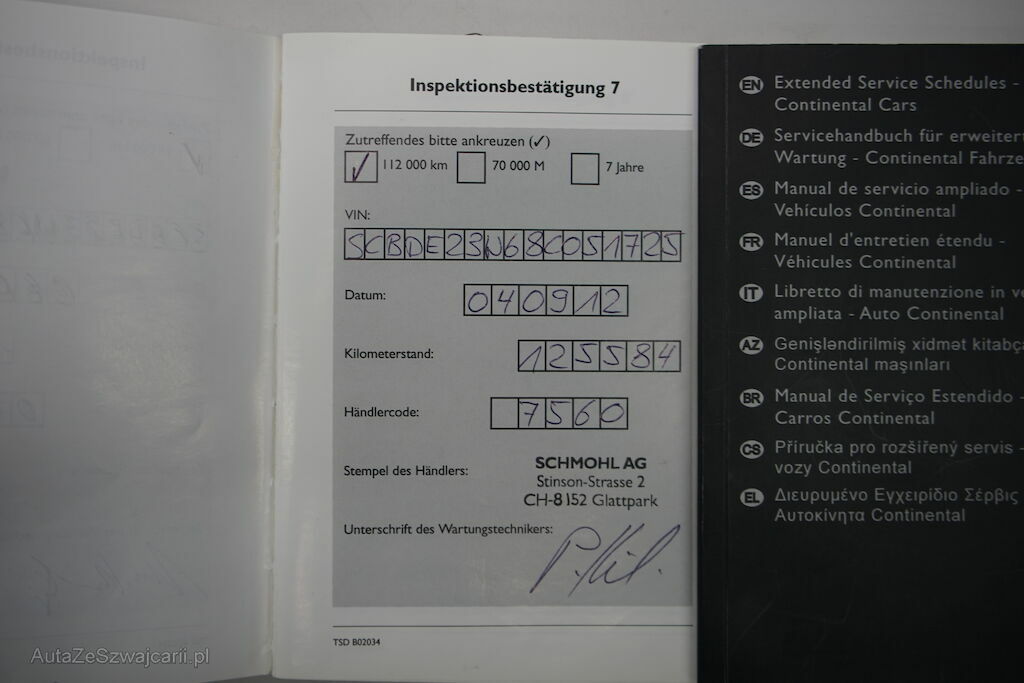 Inspektionsbestätigung 7
Zutreffendes bitte ankreuzen (✓)
✓ 112 000 km 70 000 M 7 Jahre
VIN:
SCBDE23W68C051725
Datum:
040912
Kilometerstand:
125584
Händlercode:
7560
Stempel des Händlers:
SCHMOHL AG
Stinson-Strasse 2
CH-8152 Glattpark
Unterschrift des Wartungstechnikers:
TSD B02034
EN Extended Service Schedules -
Continental Cars
DE Servicehandbuch für erweitern
Wartung - Continental Fahrze
ES Manual de servicio ampliado -
Vehículos Continental
FR Manuel d'entretien étendu -
Véhicules Continental
IT Libretto di manutenzione in ve
ampliata - Auto Continental
AZ Genişləndirilmiş xidmət kitabça
Continental maşınları
BR Manual de Serviço Estendido -
Carros Continental
CS Příručka pro rozšířený servis -
vozy Continental
EL Διευρυμένο Εγχειρίδιο Σέρβις
Αυτοκίνητα Continental
AutaZeSzwajcarii.pl